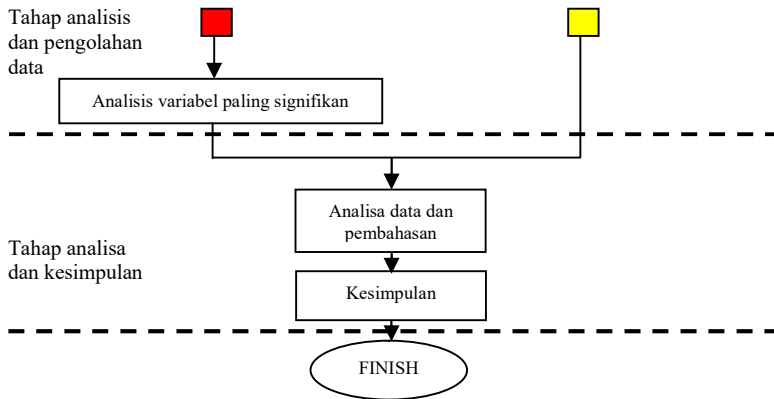 Tahap analisis
dan pengolahan
data
Analisis variabel paling signifikan
Analisa data dan
pembahasan
Tahap analisa
dan kesimpulan
Kesimpulan
FINISH